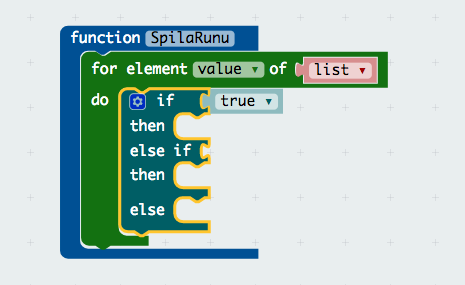 function SpilaRunu
for element value of list
do if true
then
else if
then
else